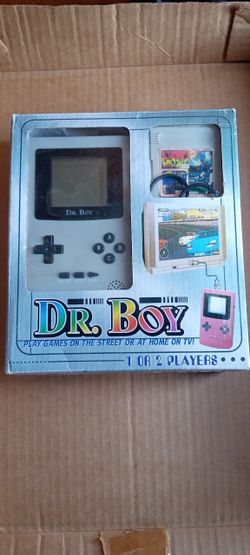 DR. BOY
A
B
C
DR. BOY
PLAY GAMES ON THE STREET OR AT HOME ON TV!
1 OR 2 PLAYERS